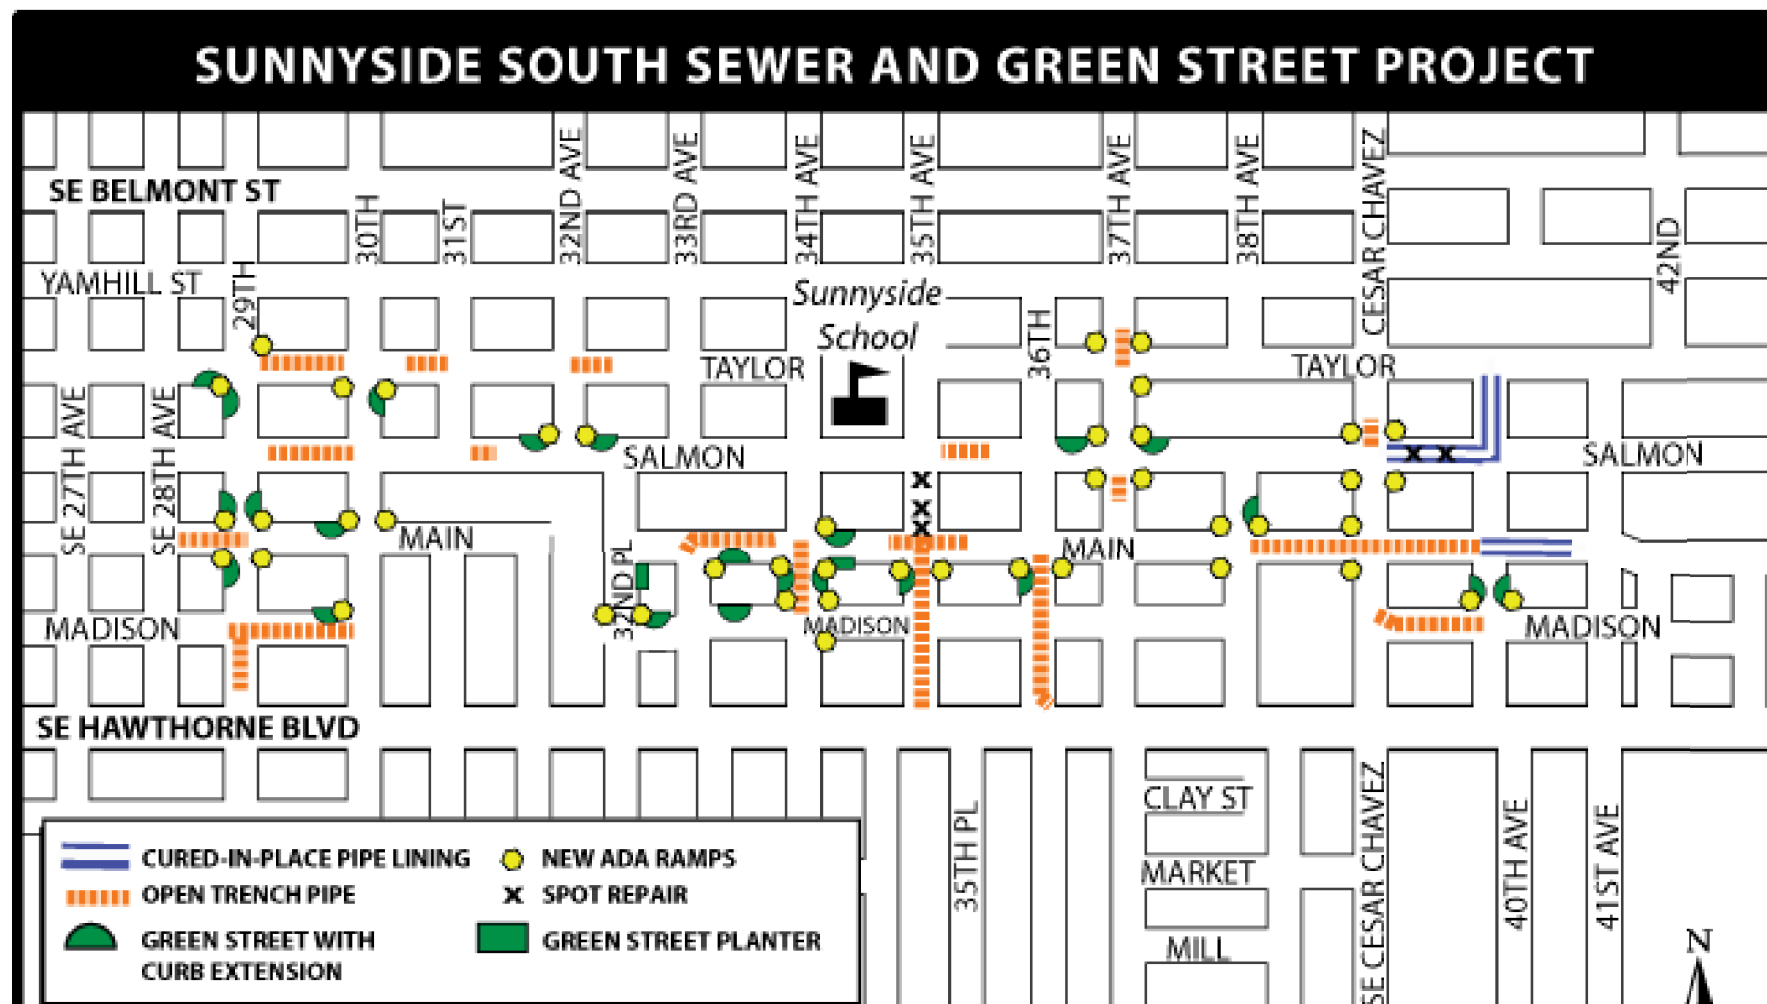 SUNNYSIDE SOUTH SEWER AND GREEN STREET PROJECT
SE BELMONT ST
30TH
31ST
32ND AVE
33RD AVE
34TH AVE
35TH AVE
37TH AVE
38TH AVE
CESAR CHAVEZ
42ND
YAMHILL ST
29TH
Sunnyside
School
36TH
TAYLOR
TAYLOR
SE 27TH AVE
SE 28TH AVE
SALMON
SALMON
X X
X
X
X
MAIN
MAIN
32ND PL
MADISON
MADISON
MADISON
SE HAWTHORNE BLVD
CLAY ST
MARKET
MILL
35TH PL
SE CESAR CHAVEZ
40TH AVE
41ST AVE
CURED-IN-PLACE PIPE LINING
NEW ADA RAMPS
OPEN TRENCH PIPE
X SPOT REPAIR
GREEN STREET WITH
CURB EXTENSION
GREEN STREET PLANTER
N